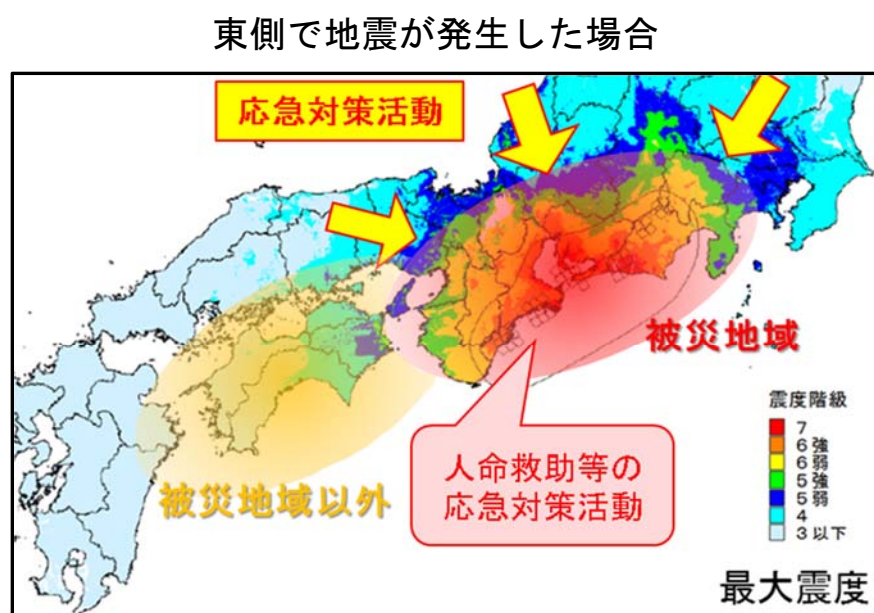 東側で地震が発生した場合
応急対策活動
被災地域
被災地域以外
人命救助等の
応急対策活動
震度階級
7
6強
6弱
5強
5弱
4
3以下
最大震度